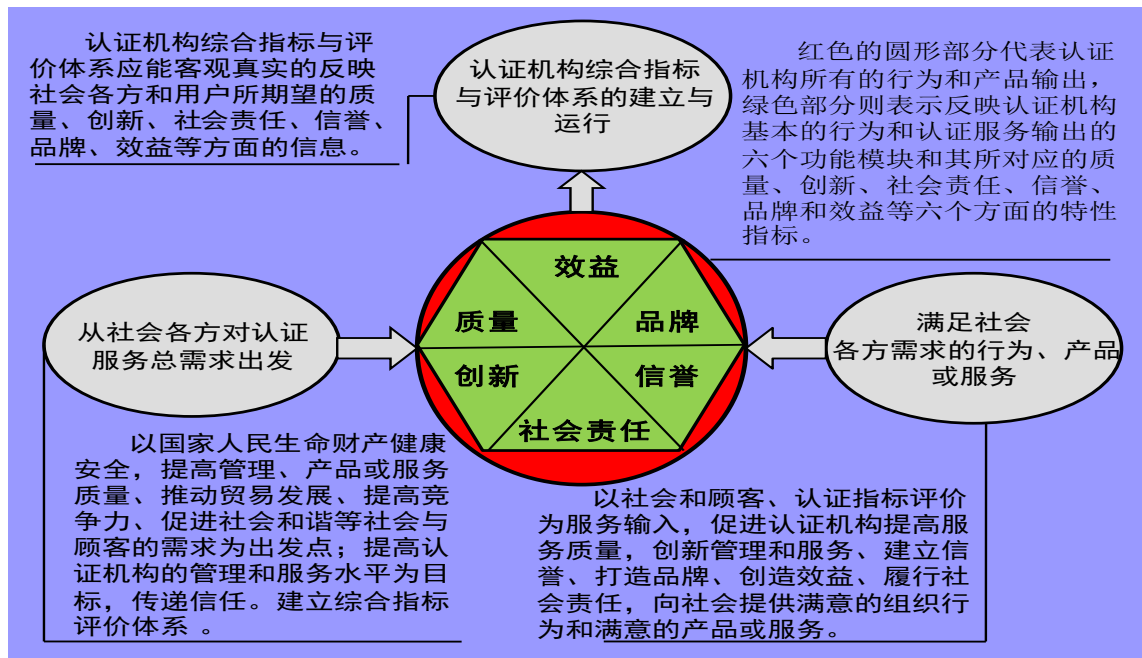 认证机构综合指标与评
价体系应能客观真实的反映
社会各方和用户所期望的质
量、创新、社会责任、信誉、
品牌、效益等方面的信息。
认证机构综合指标
与评价体系的建立与
运行
红色的圆形部分代表认证
机构所有的行为和产品输出，
绿色部分则表示反映认证机构
基本的行为和认证服务输出的
六个功能模块和其所对应的质
量、创新、社会责任、信誉、
品牌和效益等六个方面的特性
指标。
效益
质量
品牌
创新
信誉
社会责任
从社会各方对认证
服务总需求出发
满足社会
各方需求的行为、产品
或服务
以国家人民生命财产健康
安全，提高管理、产品或服务
质量、推动贸易发展、提高竞
争力、促进社会和谐等社会与
顾客的需求为出发点；提高认
证机构的管理和服务水平为目
标，传递信任。建立综合指标
评价体系 。
以社会和顾客、认证指标评价
为服务输入，促进认证机构提高服
务质量，创新管理和服务、建立信
誉、打造品牌、创造效益、履行社
会责任，向社会提供满意的组织行
为和满意的产品或服务。